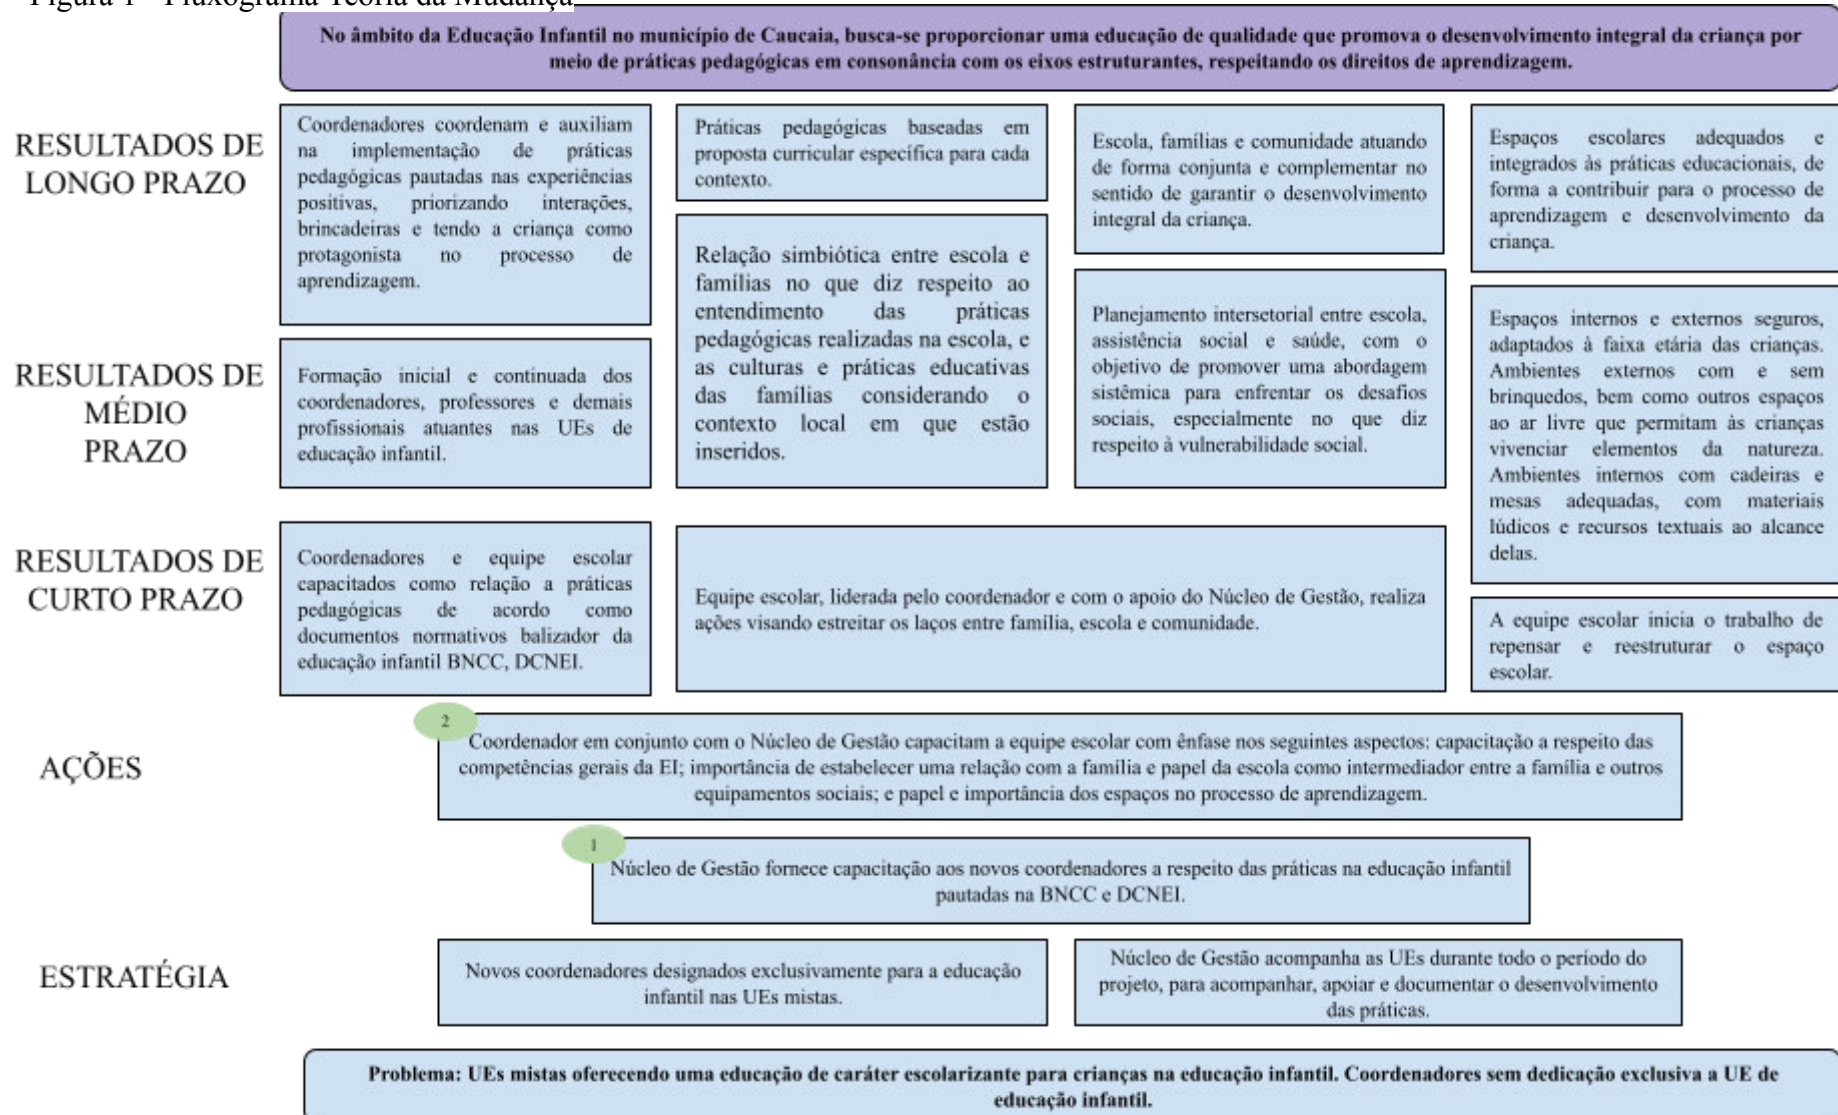 Figura 1 - Fluxograma Teoria da Mudança
No âmbito da Educação Infantil no município de Caucaia, busca-se proporcionar uma educação de qualidade que promova o desenvolvimento integral da criança por
meio de práticas pedagógicas em consonância com os eixos estruturantes, respeitando os direitos de aprendizagem.
RESULTADOS DE
LONGO PRAZO
Coordenadores coordenam e auxiliam
na implementação de práticas
pedagógicas pautadas nas experiências
positivas, priorizando interações,
brincadeiras e tendo a criança como
protagonista no processo de
aprendizagem.
Práticas pedagógicas baseadas em
proposta curricular específica para cada
contexto.
Escola, famílias e comunidade atuando
de forma conjunta e complementar no
sentido de garantir o desenvolvimento
integral da criança.
Espaços escolares adequados e
integrados às práticas educacionais, de
forma a contribuir para o processo de
aprendizagem e desenvolvimento da
criança.
RESULTADOS DE
MÉDIO
PRAZO
Formação inicial e continuada dos
coordenadores, professores e demais
profissionais atuantes nas UEs de
educação infantil.
Relação simbiótica entre escola e
famílias no que diz respeito ao
entendimento das práticas
pedagógicas realizadas na escola, e
as culturas e práticas educativas
das famílias considerando o
contexto local em que estão
inseridos.
Planejamento intersetorial entre escola,
assistência social e saúde, com o
objetivo de promover uma abordagem
sistêmica para enfrentar os desafios
sociais, especialmente no que diz
respeito à vulnerabilidade social.
Espaços internos e externos seguros,
adaptados à faixa etária das crianças.
Ambientes externos com e sem
brinquedos, bem como outros espaços
ao ar livre que permitam às crianças
vivenciar elementos da natureza.
Ambientes internos com cadeiras e
mesas adequadas, com materiais
lúdicos e recursos textuais ao alcance
delas.
RESULTADOS DE
CURTO PRAZO
Coordenadores e equipe escolar
capacitados como relação a práticas
pedagógicas de acordo como
documentos normativos balizador da
educação infantil BNCC, DCNEI.
Equipe escolar, liderada pelo coordenador e com o apoio do Núcleo de Gestão, realiza
ações visando estreitar os laços entre família, escola e comunidade.
A equipe escolar inicia o trabalho de
repensar e reestruturar o espaço
escolar.
AÇÕES
2
Coordenador em conjunto com o Núcleo de Gestão capacitam a equipe escolar com ênfase nos seguintes aspectos: capacitação a respeito das
competências gerais da EI; importância de estabelecer uma relação com a família e papel da escola como intermediador entre a família e outros
equipamentos sociais; e papel e importância dos espaços no processo de aprendizagem.
1
Núcleo de Gestão fornece capacitação aos novos coordenadores a respeito das práticas na educação infantil
pautadas na BNCC e DCNEI.
ESTRATÉGIA
Novos coordenadores designados exclusivamente para a educação
infantil nas UEs mistas.
Núcleo de Gestão acompanha as UEs durante todo o período do
projeto, para acompanhar, apoiar e documentar o desenvolvimento
das práticas.
Problema: UEs mistas oferecendo uma educação de caráter escolarizante para crianças na educação infantil. Coordenadores sem dedicação exclusiva a UE de
educação infantil.